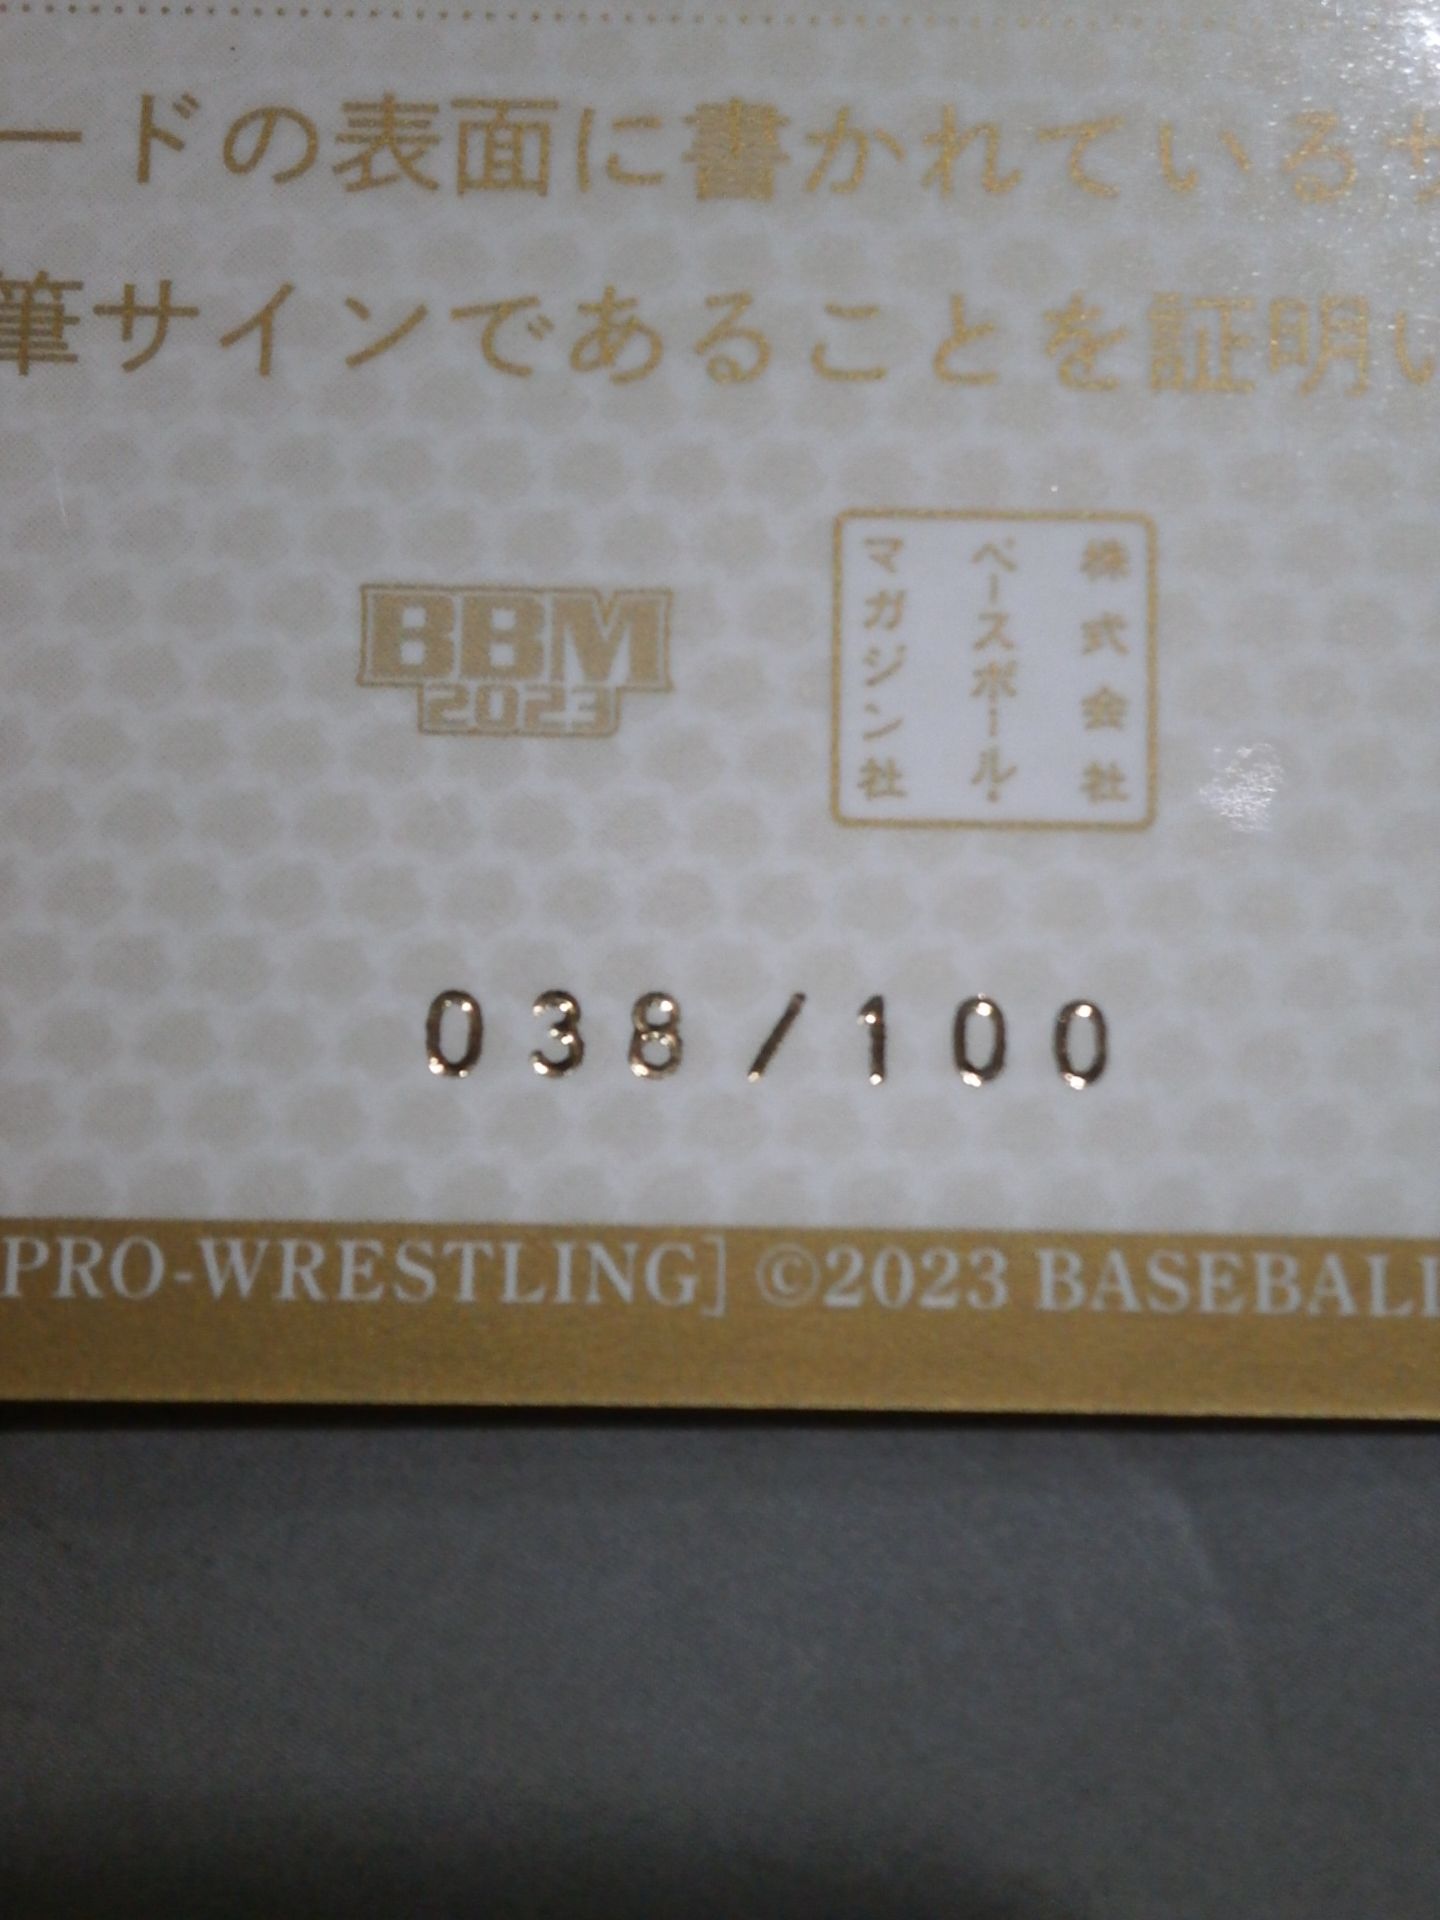 ードの表面に書かれているサ
筆サインであることを証明い
BBM
2023
株式会社
ベースボール・
マガジン社
038/100
PRO-WRESTLING] ©2023 BASEBALL